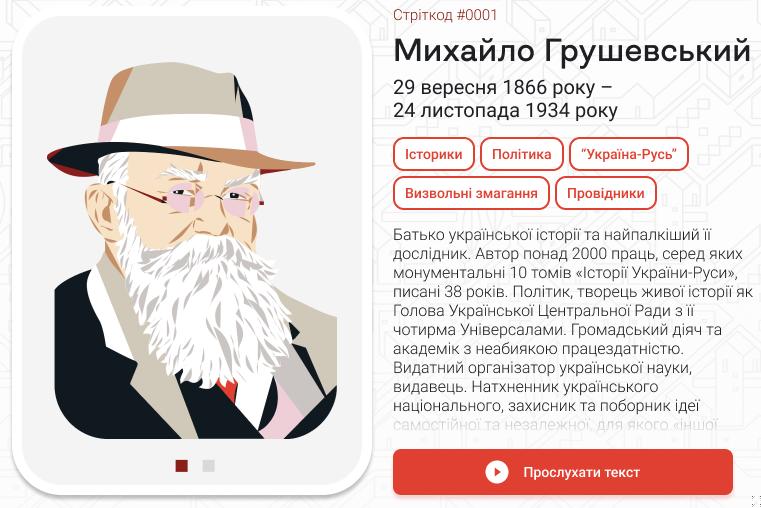 Стріткод #0001
Михайло Грушевський
29 вересня 1866 року –
24 листопада 1934 року
Історики
Політика
“Україна-Русь”
Визвольні змагання
Провідники
Батько української історії та найпалкіший її
дослідник. Автор понад 2000 праць, серед яких
монументальні 10 томів «Історії України-Руси»,
писані 38 років. Політик, творець живої історії як
Голова Української Центральної Ради з її
чотирма Універсалами. Громадський діяч та
академік з неабиякою працездатністю.
Видатний організатор української науки,
видавець. Натхненник українського
національного, захисник та поборник ідеї
самостійної та незалежної, для якого «іншої
Прослухати текст